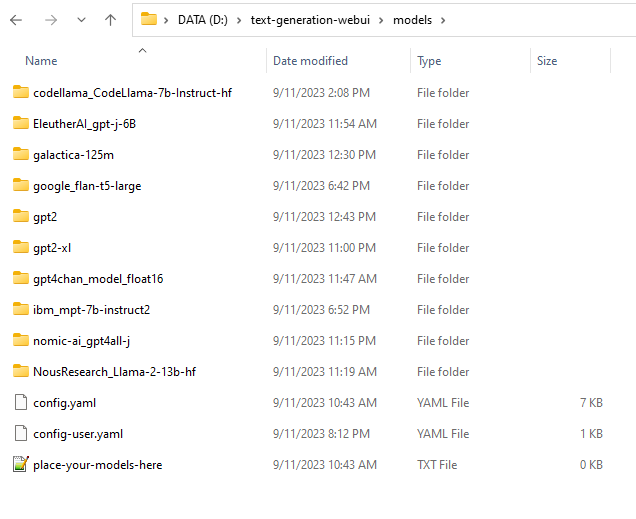 DATA (D:) > text-generation-webui > models >
Name Date modified Type Size
codellama_CodeLlama-7b-Instruct-hf 9/11/2023 2:08 PM File folder
EleutherAI_gpt-j-6B 9/11/2023 11:54 AM File folder
galactica-125m 9/11/2023 12:30 PM File folder
google_flan-t5-large 9/11/2023 6:42 PM File folder
gpt2 9/11/2023 12:43 PM File folder
gpt2-xl 9/11/2023 11:00 PM File folder
gpt4chan_model_float16 9/11/2023 11:47 AM File folder
ibm_mpt-7b-instruct2 9/11/2023 6:52 PM File folder
nomic-ai_gpt4all-j 9/11/2023 11:15 PM File folder
NousResearch_Llama-2-13b-hf 9/11/2023 11:19 AM File folder
config.yaml 9/11/2023 10:43 AM YAML File 7 KB
config-user.yaml 9/11/2023 8:12 PM YAML File 1 KB
place-your-models-here 9/11/2023 10:43 AM TXT File 0 KB